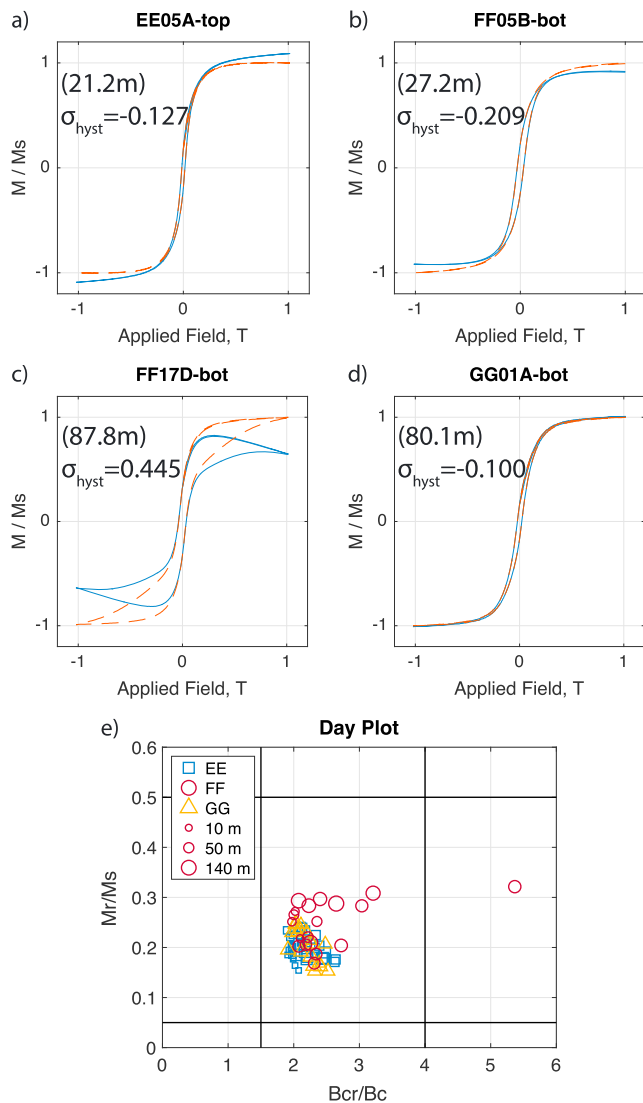 a) EE05A-top
1
0
-1
M / Ms
(21.2m)
σhyst=-0.127
-1 0 1
Applied Field, T
b) FF05B-bot
1
0
-1
M / Ms
(27.2m)
σhyst=-0.209
-1 0 1
Applied Field, T
c) FF17D-bot
1
0
-1
M / Ms
(87.8m)
σhyst=0.445
-1 0 1
Applied Field, T
d) GG01A-bot
1
0
-1
M / Ms
(80.1m)
σhyst=-0.100
-1 0 1
Applied Field, T
e) Day Plot
0.6
0.5
0.4
0.3
0.2
0.1
0
Mr/Ms
EE
FF
GG
10 m
50 m
140 m
0 1 2 3 4 5 6
Bcr/Bc